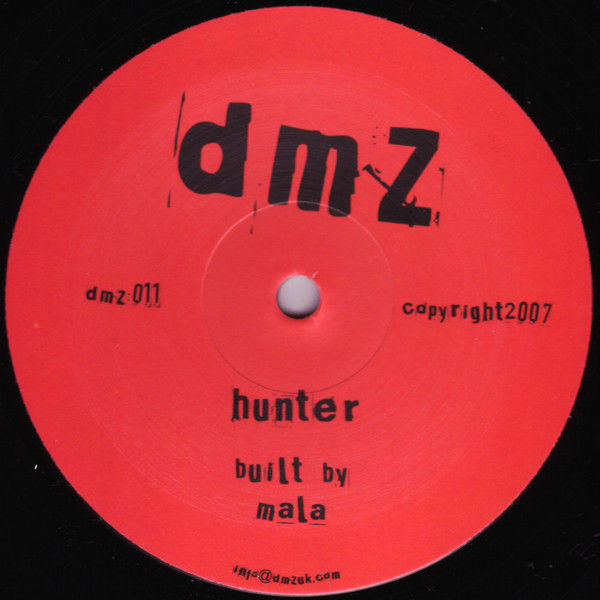 dmz
dmz:011
copyright2007
hunter
built by
mala
info@dmzuk.com